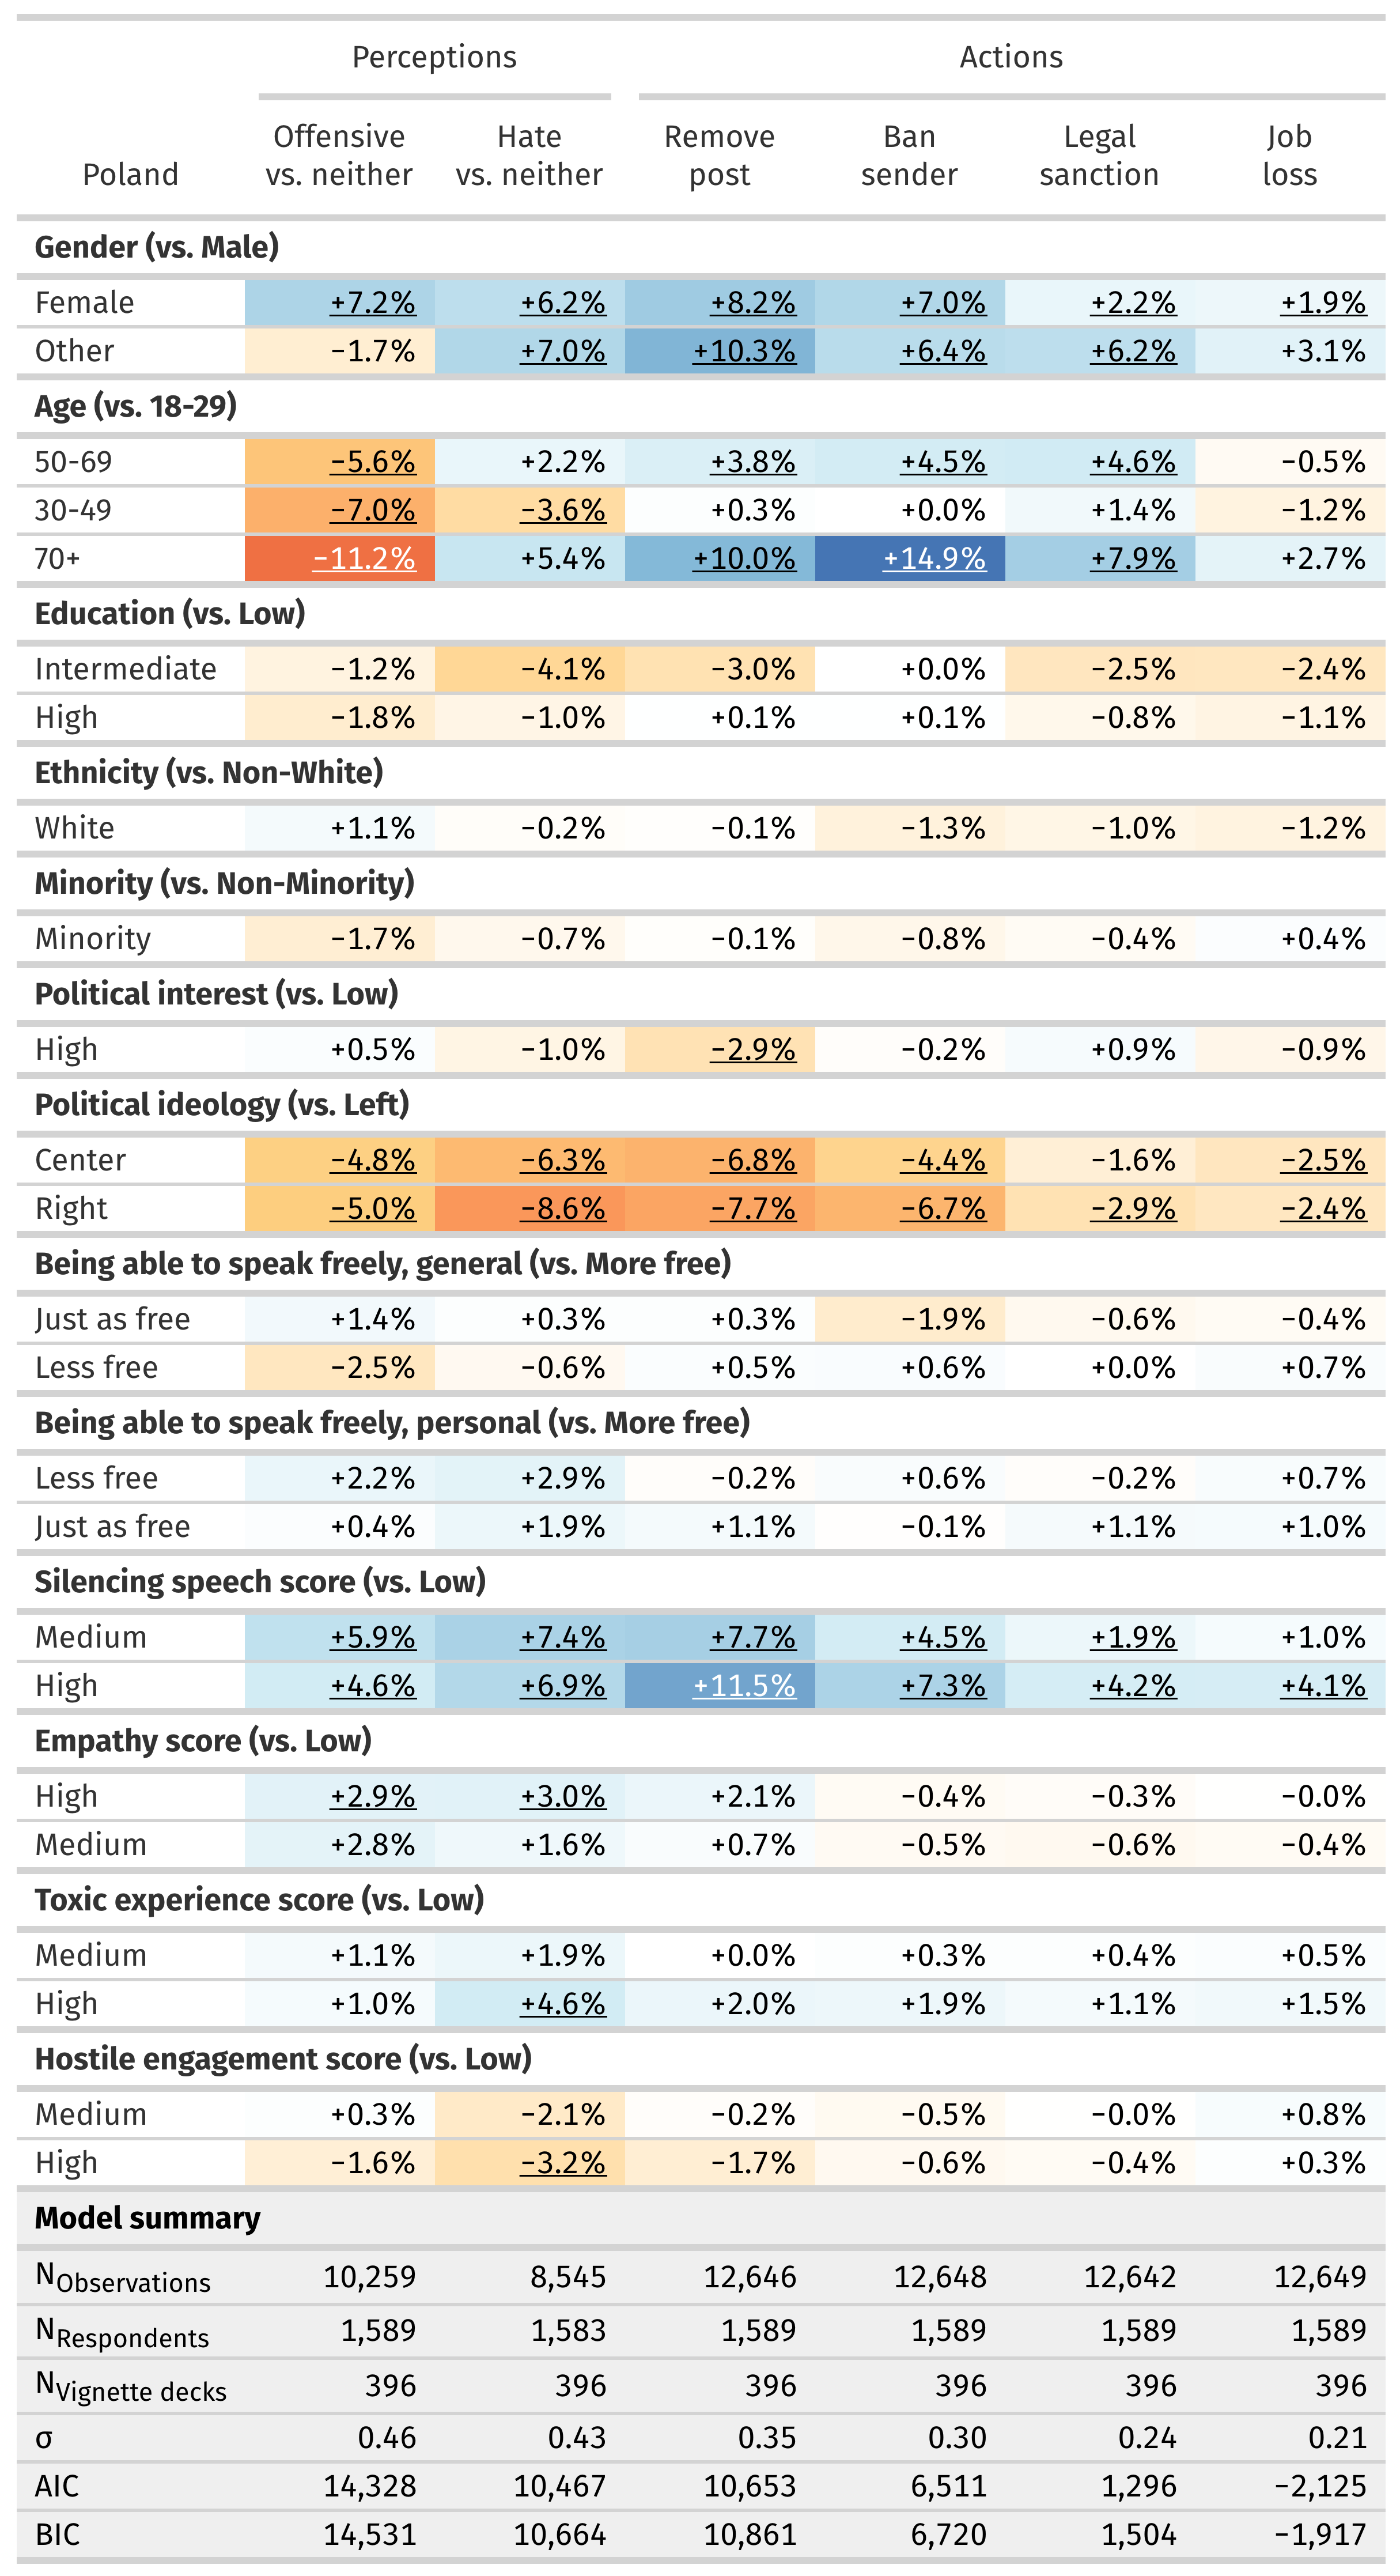 Perceptions Actions
Offensive Hate Remove Ban Legal Job
Poland vs. neither vs. neither post sender sanction loss
Gender (vs. Male)
Female +7.2% +6.2% +8.2% +7.0% +2.2% +1.9%
Other −1.7% +7.0% +10.3% +6.4% +6.2% +3.1%
Age (vs. 18-29)
50-69 −5.6% +2.2% +3.8% +4.5% +4.6% −0.5%
30-49 −7.0% −3.6% +0.3% +0.0% +1.4% −1.2%
70+ −11.2% +5.4% +10.0% +14.9% +7.9% +2.7%
Education (vs. Low)
Intermediate −1.2% −4.1% −3.0% +0.0% −2.5% −2.4%
High −1.8% −1.0% +0.1% +0.1% −0.8% −1.1%
Ethnicity (vs. Non-White)
White +1.1% −0.2% −0.1% −1.3% −1.0% −1.2%
Minority (vs. Non-Minority)
Minority −1.7% −0.7% −0.1% −0.8% −0.4% +0.4%
Political interest (vs. Low)
High +0.5% −1.0% −2.9% −0.2% +0.9% −0.9%
Political ideology (vs. Left)
Center −4.8% −6.3% −6.8% −4.4% −1.6% −2.5%
Right −5.0% −8.6% −7.7% −6.7% −2.9% −2.4%
Being able to speak freely, general (vs. More free)
Just as free +1.4% +0.3% +0.3% −1.9% −0.6% −0.4%
Less free −2.5% −0.6% +0.5% +0.6% +0.0% +0.7%
Being able to speak freely, personal (vs. More free)
Less free +2.2% +2.9% −0.2% +0.6% −0.2% +0.7%
Just as free +0.4% +1.9% +1.1% −0.1% +1.1% +1.0%
Silencing speech score (vs. Low)
Medium +5.9% +7.4% +7.7% +4.5% +1.9% +1.0%
High +4.6% +6.9% +11.5% +7.3% +4.2% +4.1%
Empathy score (vs. Low)
High +2.9% +3.0% +2.1% −0.4% −0.3% −0.0%
Medium +2.8% +1.6% +0.7% −0.5% −0.6% −0.4%
Toxic experience score (vs. Low)
Medium +1.1% +1.9% +0.0% +0.3% +0.4% +0.5%
High +1.0% +4.6% +2.0% +1.9% +1.1% +1.5%
Hostile engagement score (vs. Low)
Medium +0.3% −2.1% −0.2% −0.5% −0.0% +0.8%
High −1.6% −3.2% −1.7% −0.6% −0.4% +0.3%
Model summary
N Observations 10,259 8,545 12,646 12,648 12,642 12,649
N Respondents 1,589 1,583 1,589 1,589 1,589 1,589
N Vignette decks 396 396 396 396 396 396
σ 0.46 0.43 0.35 0.30 0.24 0.21
AIC 14,328 10,467 10,653 6,511 1,296 −2,125
BIC 14,531 10,664 10,861 6,720 1,504 −1,917